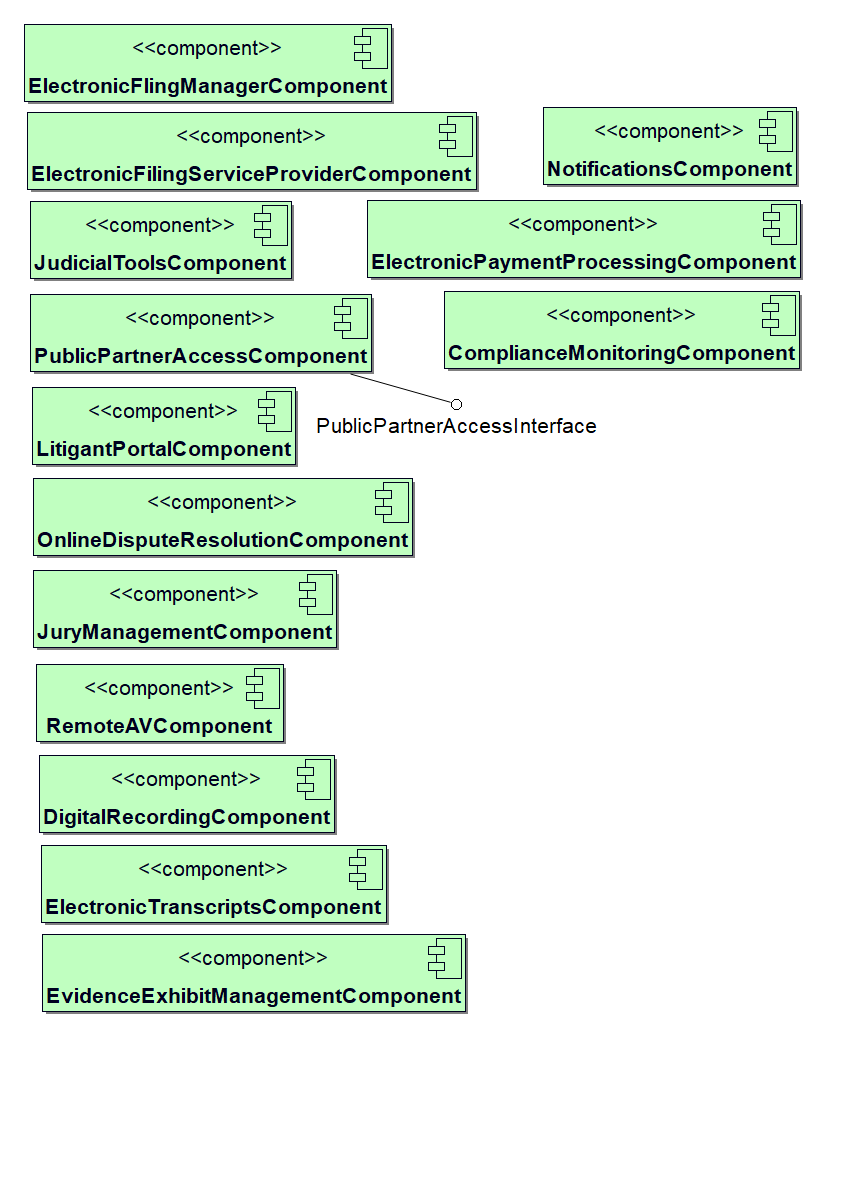 <<component>>
ElectronicFlingManagerComponent
<<component>>
ElectronicFilingServiceProviderComponent
<<component>>
NotificationsComponent
<<component>>
JudicialToolsComponent
<<component>>
ElectronicPaymentProcessingComponent
<<component>>
PublicPartnerAccessComponent
<<component>>
ComplianceMonitoringComponent
PublicPartnerAccessInterface
<<component>>
LitigantPortalComponent
<<component>>
OnlineDisputeResolutionComponent
<<component>>
JuryManagementComponent
<<component>>
RemoteAVComponent
<<component>>
DigitalRecordingComponent
<<component>>
ElectronicTranscriptsComponent
<<component>>
EvidenceExhibitManagementComponent